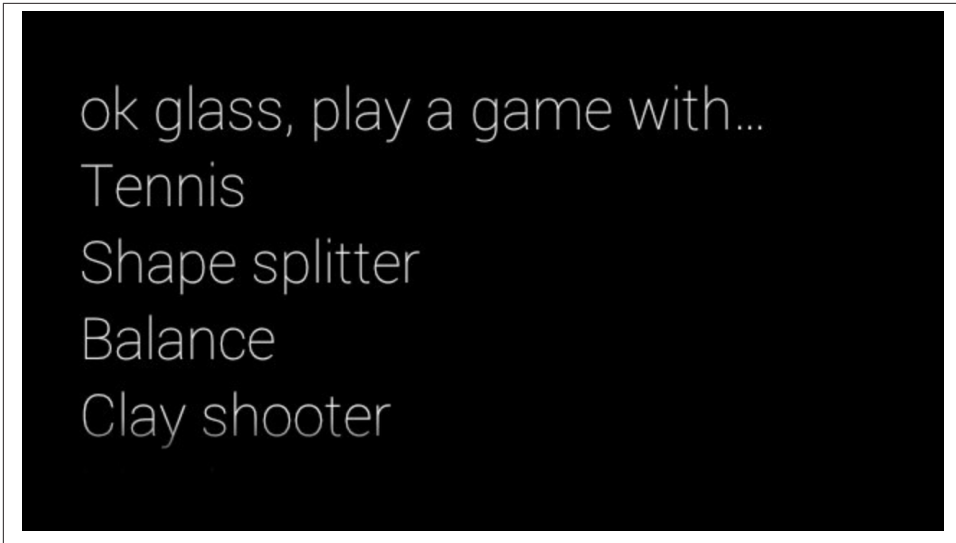 ok glass, play a game with...
Tennis
Shape splitter
Balance
Clay shooter